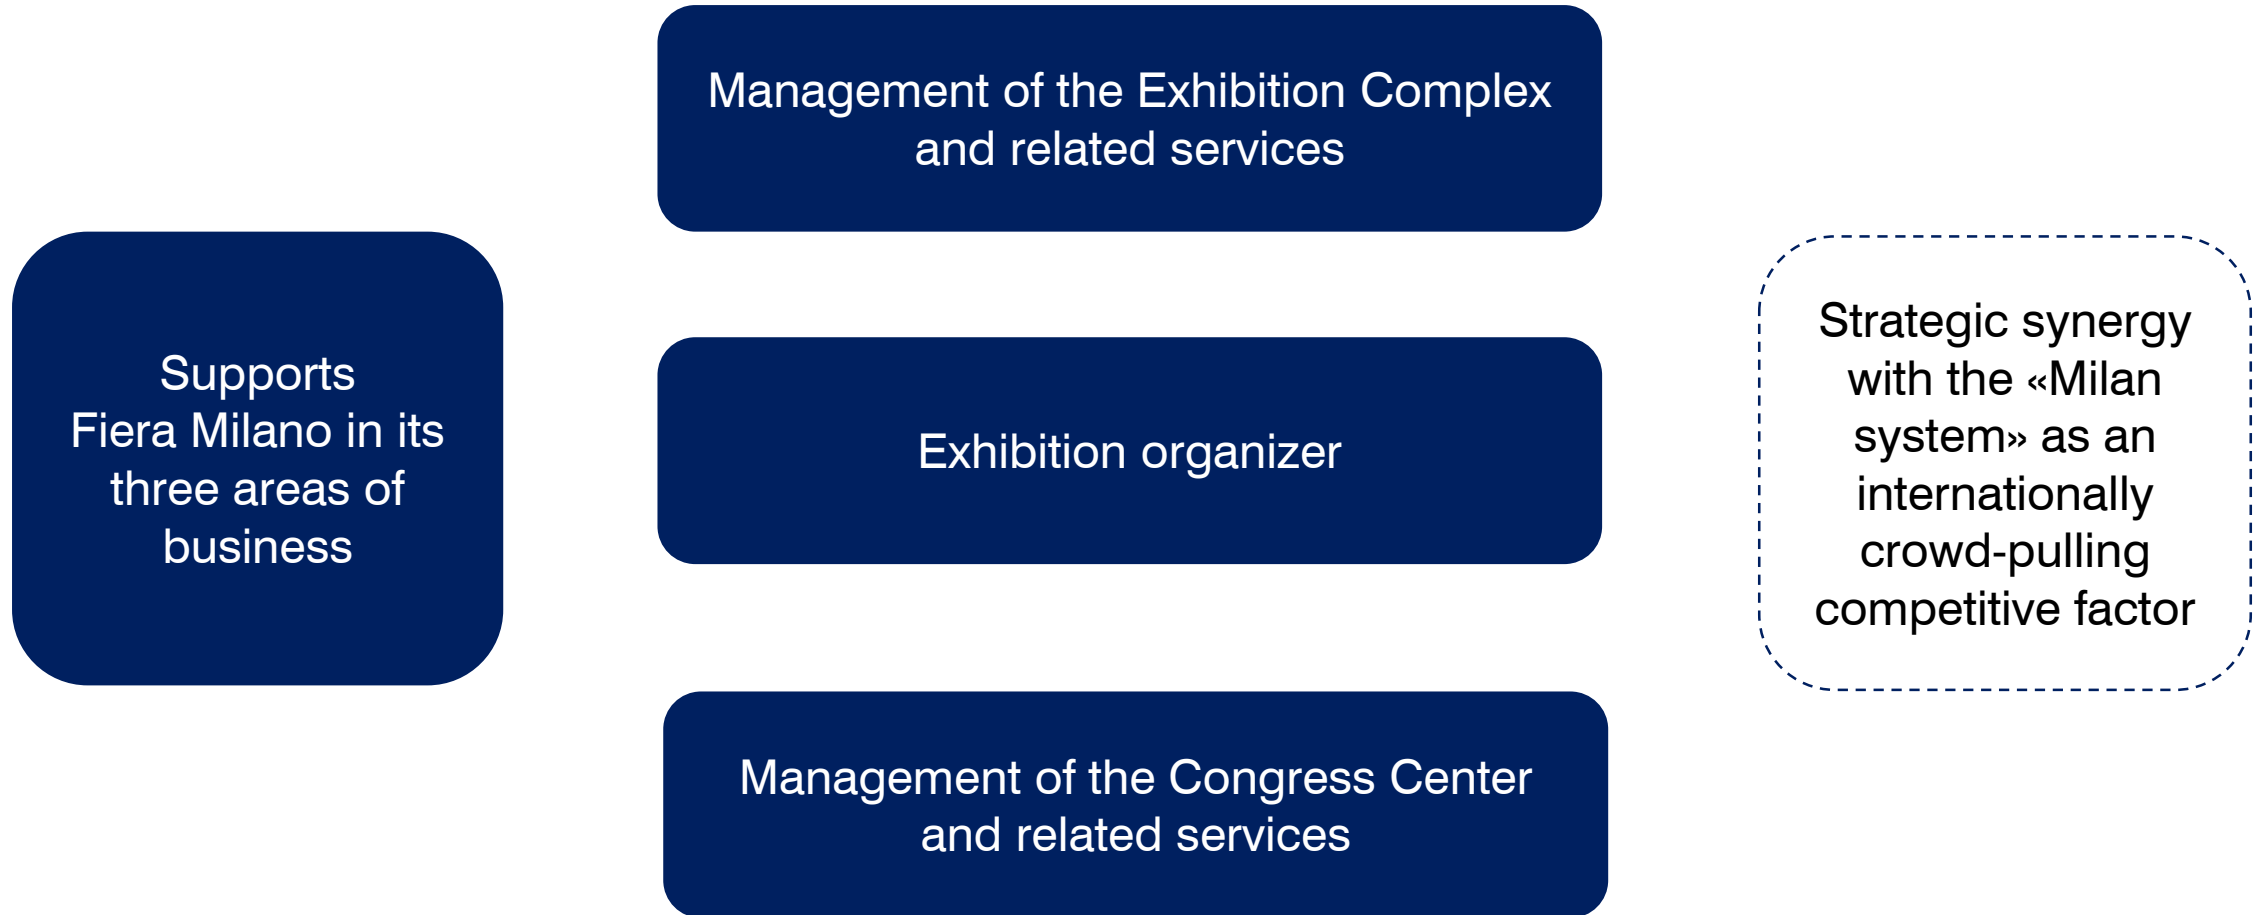 Supports
Fiera Milano in its
three areas of
business
Management of the Exhibition Complex
and related services
Exhibition organizer
Management of the Congress Center
and related services
Strategic synergy
with the «Milan
system» as an
internationally
crowd-pulling
competitive factor